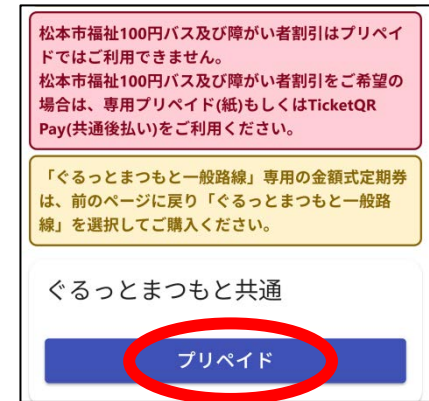 松本市福祉100円バス及び障がい者割引はプリペイ
ドではご利用できません。
松本市福祉100円バス及び障がい者割引をご希望の
場合は、専用プリペイド(紙)もしくはTicketQR
Pay(共通後払い)をご利用ください。
「ぐるっとまつもと一般路線」専用の金額式定期券
は、前のページに戻り「ぐるっとまつもと一般路
線」を選択してご購入ください。
ぐるっとまつもと共通
プリペイド